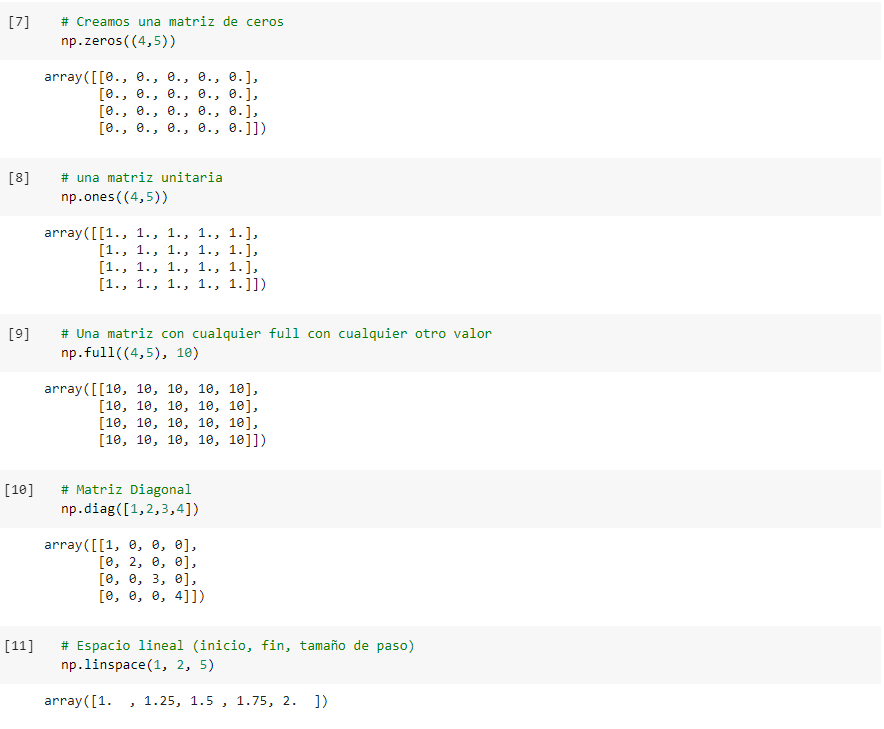 [7] # Creamos una matriz de ceros
np.zeros((4,5))
array([[0., 0., 0., 0., 0.],
[0., 0., 0., 0., 0.],
[0., 0., 0., 0., 0.],
[0., 0., 0., 0., 0.]])
[8] # una matriz unitaria
np.ones((4,5))
array([[1., 1., 1., 1., 1.],
[1., 1., 1., 1., 1.],
[1., 1., 1., 1., 1.],
[1., 1., 1., 1., 1.]])
[9] # Una matriz con cualquier full con cualquier otro valor
np.full((4,5), 10)
array([[10, 10, 10, 10, 10],
[10, 10, 10, 10, 10],
[10, 10, 10, 10, 10],
[10, 10, 10, 10, 10]])
[10] # Matriz Diagonal
np.diag([1,2,3,4])
array([[1, 0, 0, 0],
[0, 2, 0, 0],
[0, 0, 3, 0],
[0, 0, 0, 4]])
[11] # Espacio lineal (inicio, fin, tamaño de paso)
np.linspace(1, 2, 5)
array([1.  , 1.25, 1.5 , 1.75, 2.  ])